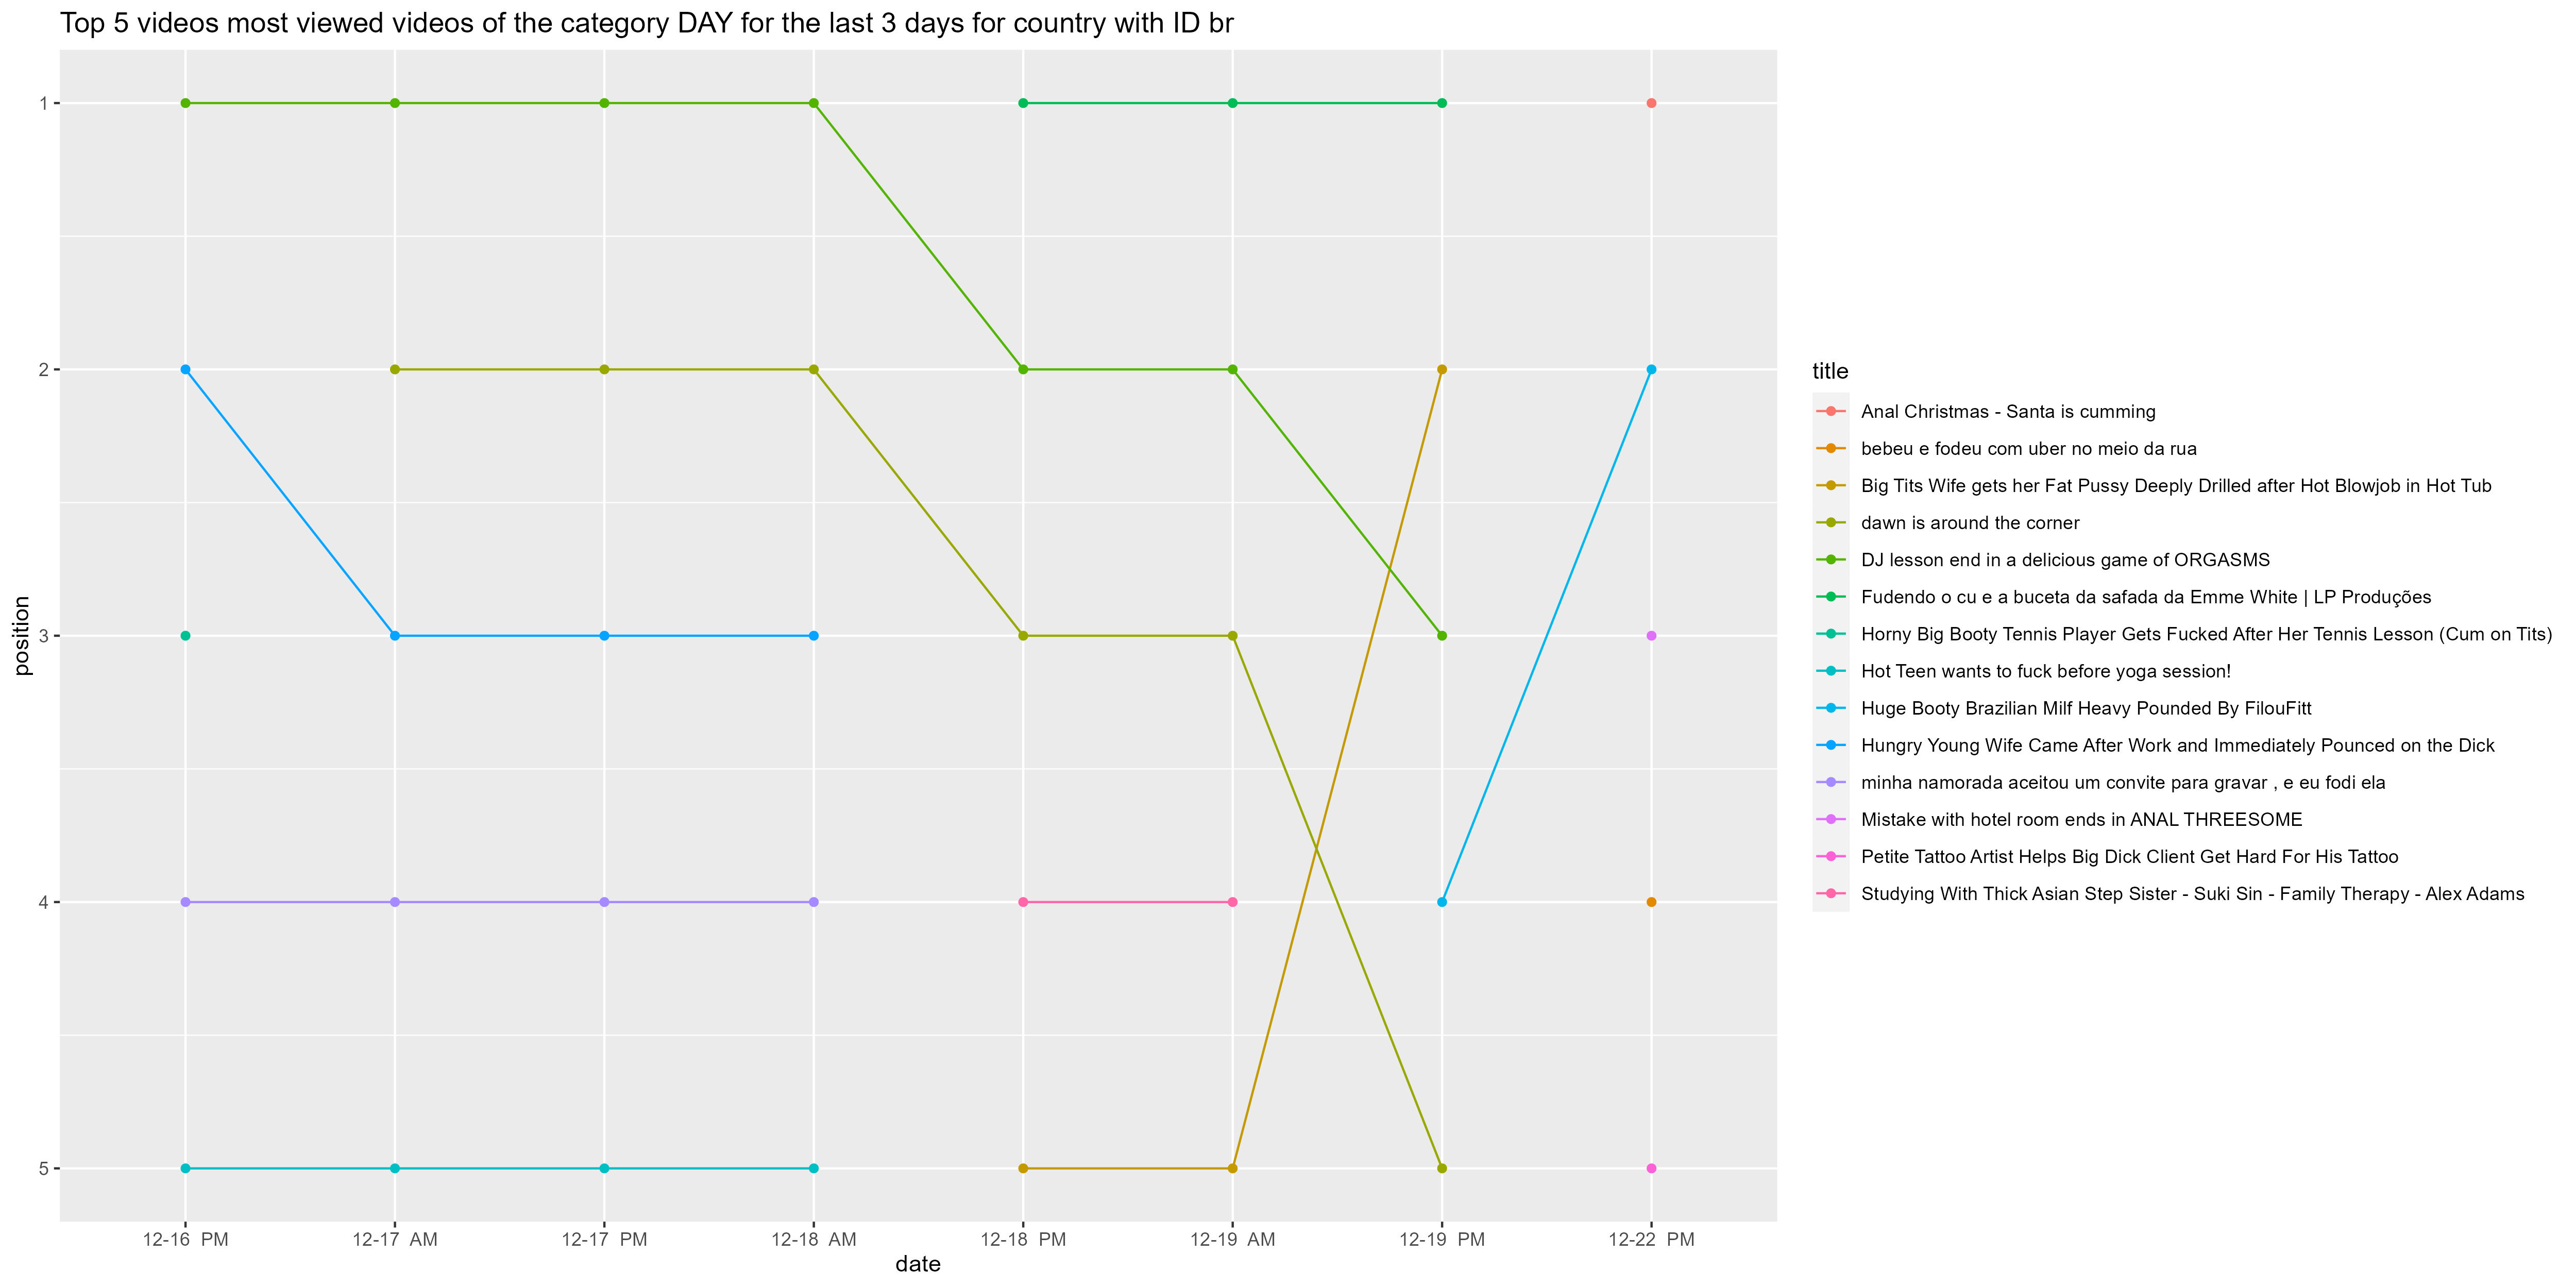 Top 5 videos most viewed videos of the category DAY for the last 3 days for country with ID br
position
1
2
3
4
5
12-16 PM
12-17 AM
12-17 PM
12-18 AM
12-18 PM
12-19 AM
12-19 PM
12-22 PM
date
title
Anal Christmas - Santa is cumming
bebeu e fodeu com uber no meio da rua
Big Tits Wife gets her Fat Pussy Deeply Drilled after Hot Blowjob in Hot Tub
dawn is around the corner
DJ lesson end in a delicious game of ORGASMS
Fudendo o cu e a buceta da safada da Emme White | LP Produções
Horny Big Booty Tennis Player Gets Fucked After Her Tennis Lesson (Cum on Tits)
Hot Teen wants to fuck before yoga session!
Huge Booty Brazilian Milf Heavy Pounded By FilouFitt
Hungry Young Wife Came After Work and Immediately Pounced on the Dick
minha namorada aceitou um convite para gravar , e eu fodi ela
Mistake with hotel room ends in ANAL THREESOME
Petite Tattoo Artist Helps Big Dick Client Get Hard For His Tattoo
Studying With Thick Asian Step Sister - Suki Sin - Family Therapy - Alex Adams